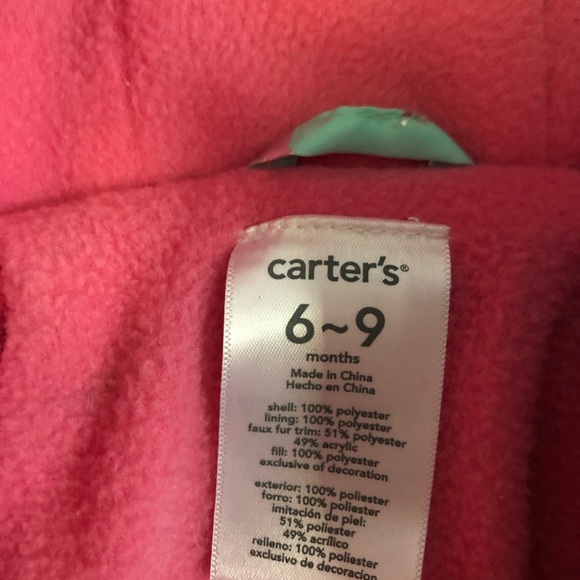 carter's®
6~9
months
Made in China
Hecho en China
shell: 100% polyester
lining: 100% polyester
faux fur trim: 51% polyester
49% acrylic
fill: 100% polyester
exclusive of decoration
exterior: 100% poliester
forro: 100% poliester
imitación de piel:
51% poliester
49% acrílico
relleno: 100% poliester
exclusivo de decoracion